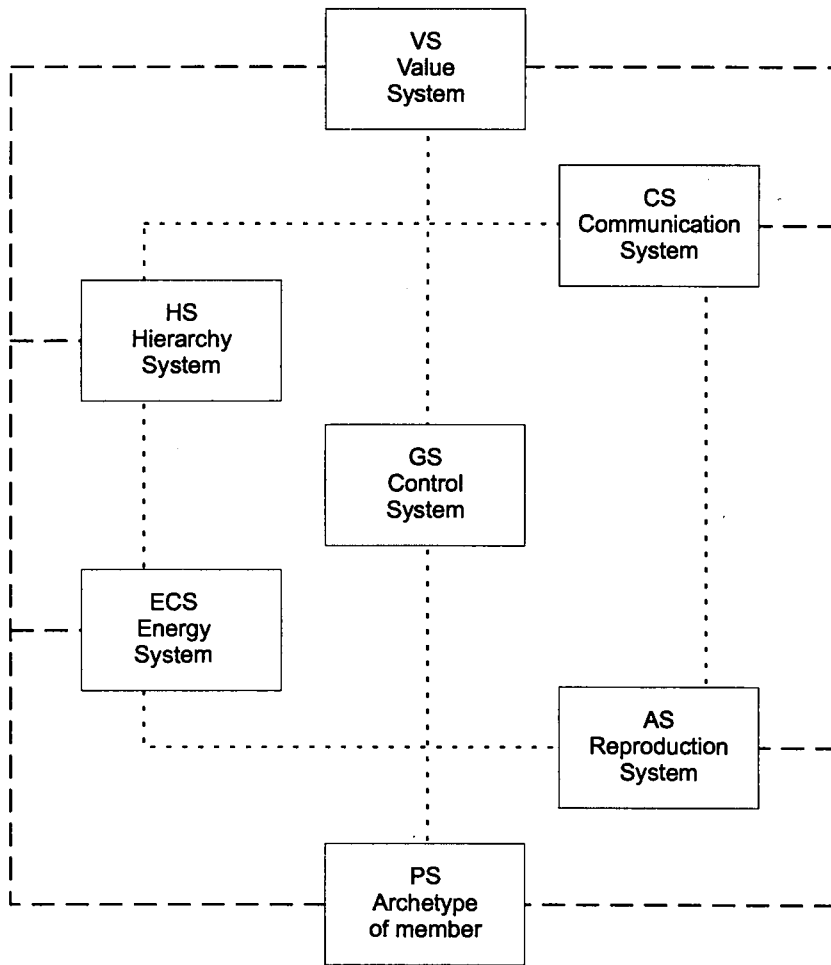 VS
Value
System
CS
Communication
System
HS
Hierarchy
System
GS
Control
System
ECS
Energy
System
AS
Reproduction
System
PS
Archetype
of member